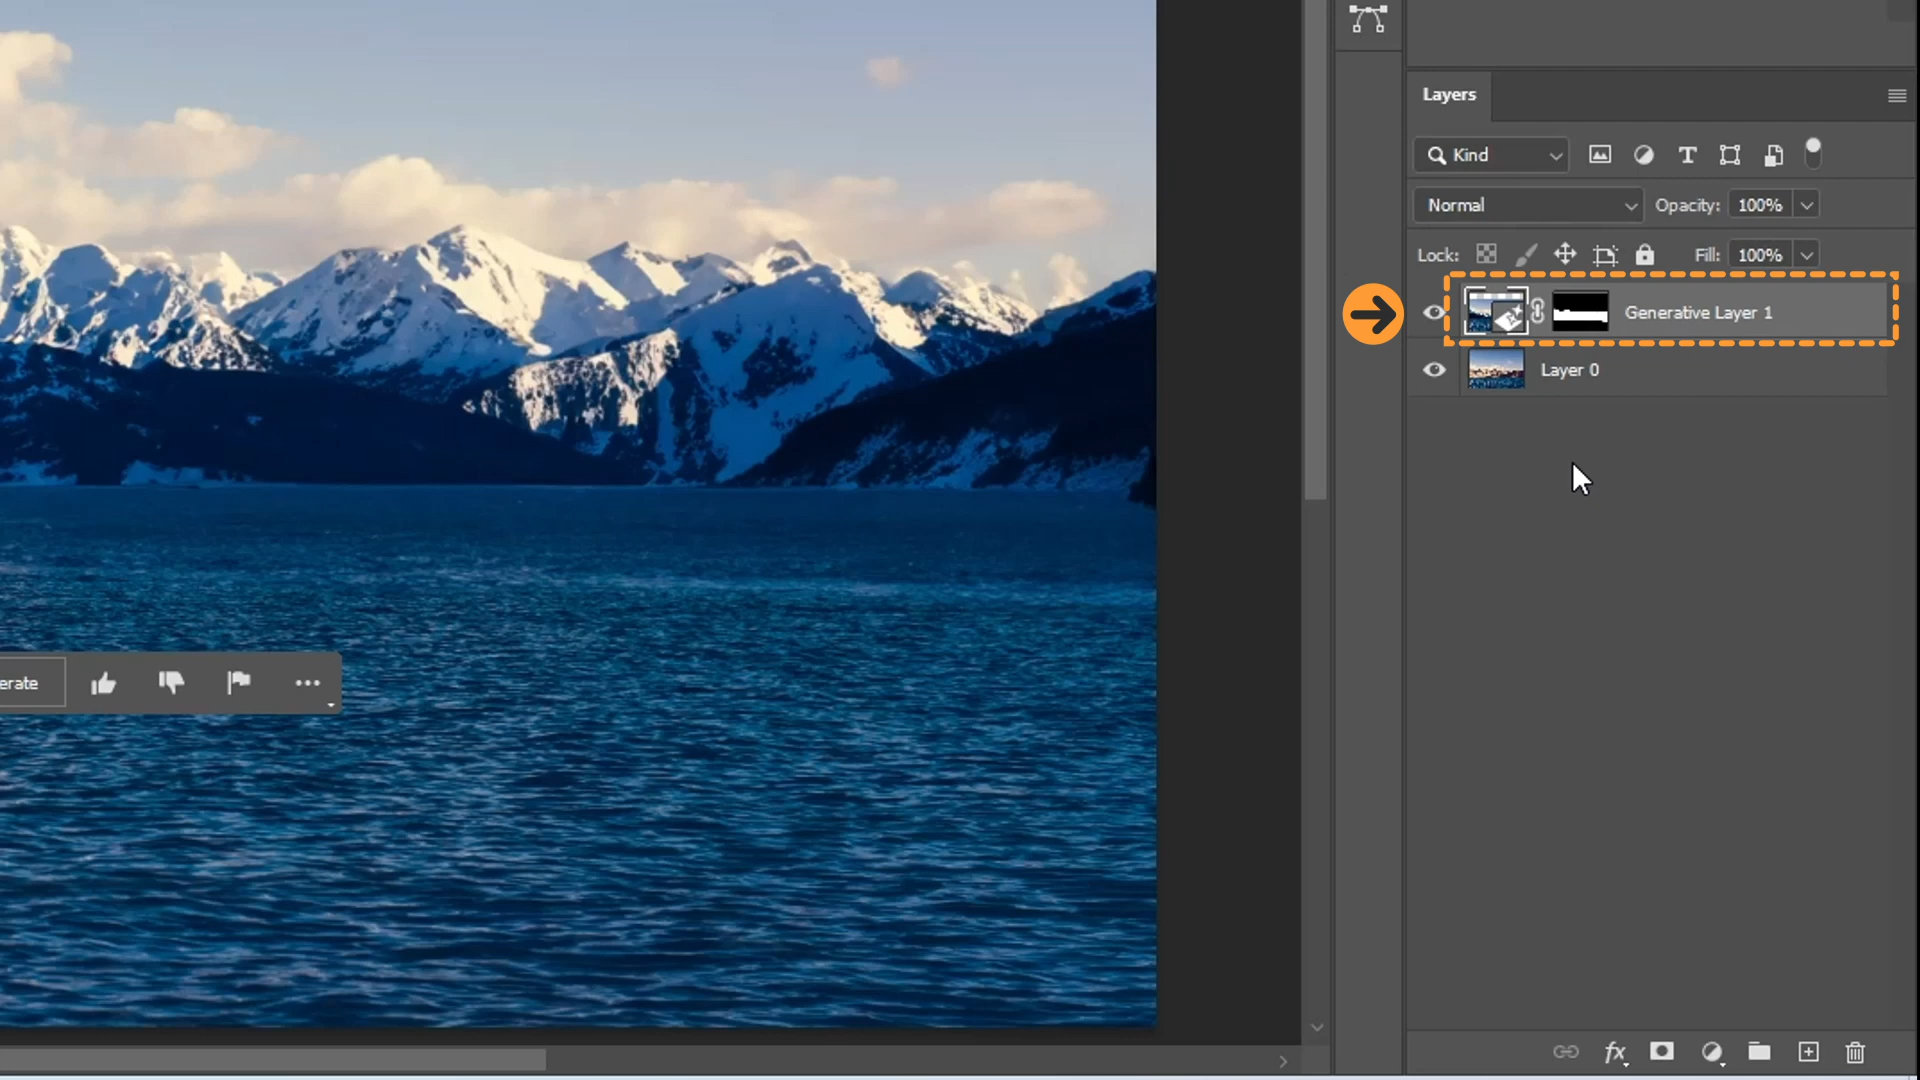 Layers
Kind
Normal
Opacity: 100%
Lock: Fill: 100%
Generative Layer 1
Layer 0
erate